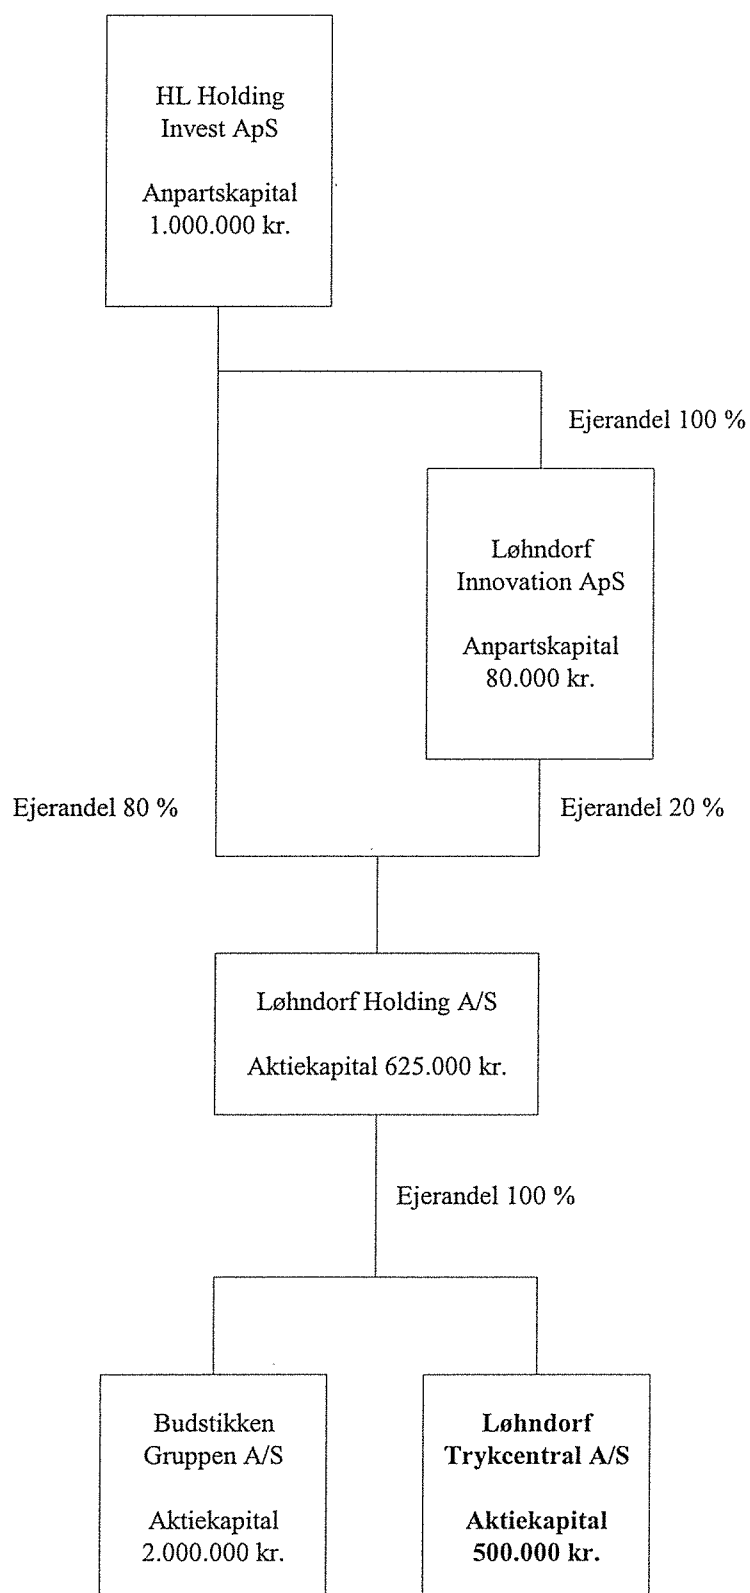 HL Holding
Invest ApS
Anpartskapital
1.000.000 kr.
Ejerandel 100 %
Løhndorf
Innovation ApS
Anpartskapital
80.000 kr.
Ejerandel 80 %
Ejerandel 20 %
Løhndorf Holding A/S
Aktiekapital 625.000 kr.
Ejerandel 100 %
Budstikken
Gruppen A/S
Aktiekapital
2.000.000 kr.
Løhndorf
Trykcentral A/S
Aktiekapital
500.000 kr.